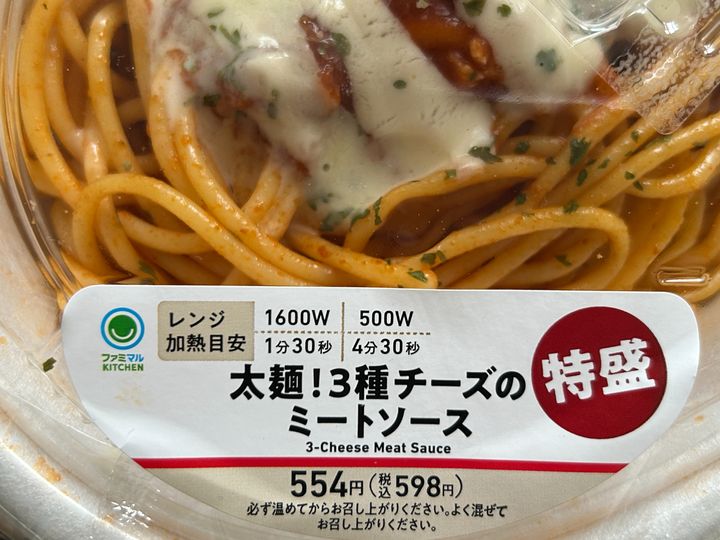 ファミマル
KITCHEN
レンジ
加熱目安
1600W 500W
1分30秒 4分30秒
太麺!3種チーズの
ミートソース
3-Cheese Meat Sauce
特盛
554円(税込598円)
必ず温めてからお召し上がりください。よく混ぜて
お召し上がりください。